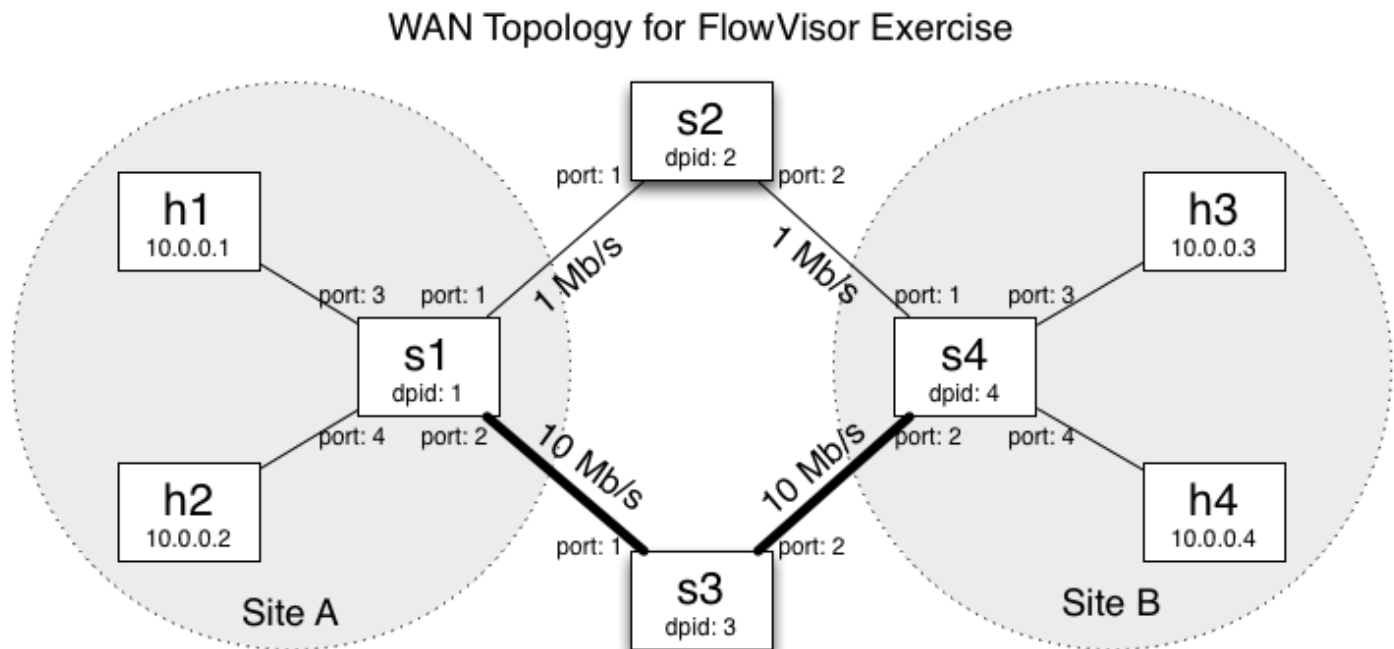 WAN Topology for FlowVisor Exercise
s2
dpid: 2
port: 1
port: 2
h1
10.0.0.1
h3
10.0.0.3
1 Mb/s
1 Mb/s
port: 3
port: 1
port: 1
port: 3
s1
dpid: 1
s4
dpid: 4
port: 4
port: 2
port: 2
port: 4
10 Mb/s
10 Mb/s
h2
10.0.0.2
h4
10.0.0.4
port: 1
port: 2
s3
dpid: 3
Site A
Site B